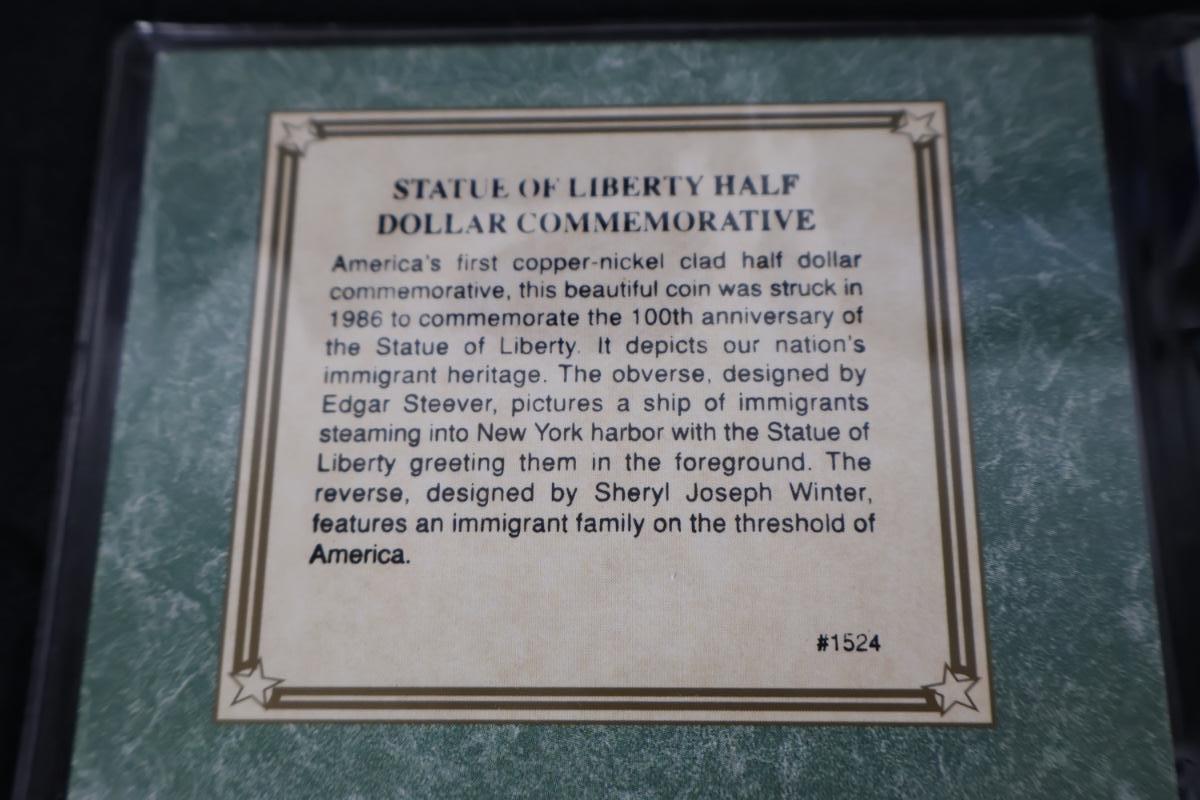 STATUE OF LIBERTY HALF
DOLLAR COMMEMORATIVE
America's first copper-nickel clad half dollar
commemorative, this beautiful coin was struck in
1986 to commemorate the 100th anniversary of
the Statue of Liberty. It depicts our nation's
immigrant heritage. The obverse, designed by
Edgar Steever, pictures a ship of immigrants
steaming into New York harbor with the Statue of
Liberty greeting them in the foreground. The
reverse, designed by Sheryl Joseph Winter,
features an immigrant family on the threshold of
America.
#1524